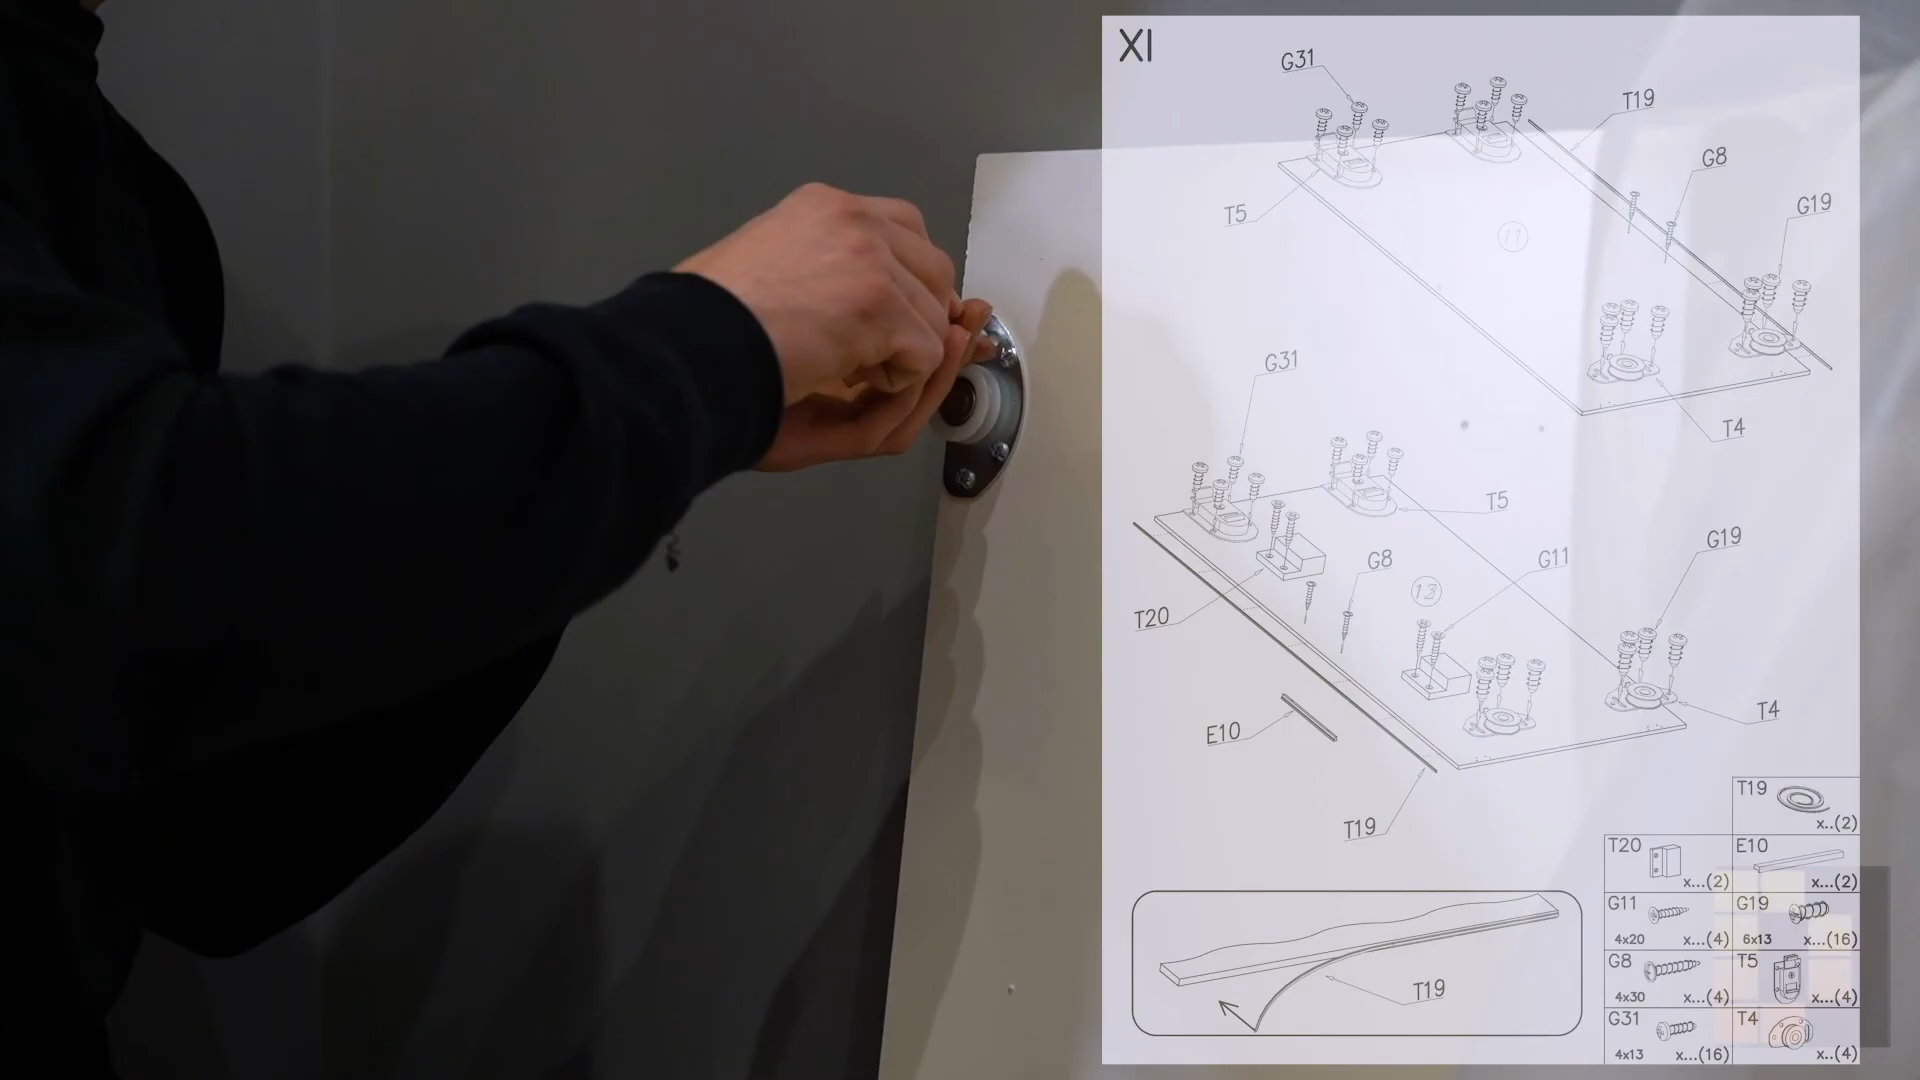 XI
G31
T19
G8
G19
T5
11
T4
G31
T5
G19
G8
G11
13
T20
T4
E10
T19
T19
x..(2)
T20
x...(2)
E10
x...(2)
G11
4x20
x...(4)
G19
6x13
x...(16)
G8
4x30
x...(4)
T5
x...(4)
G31
4x13
x...(16)
T4
x..(4)
T19